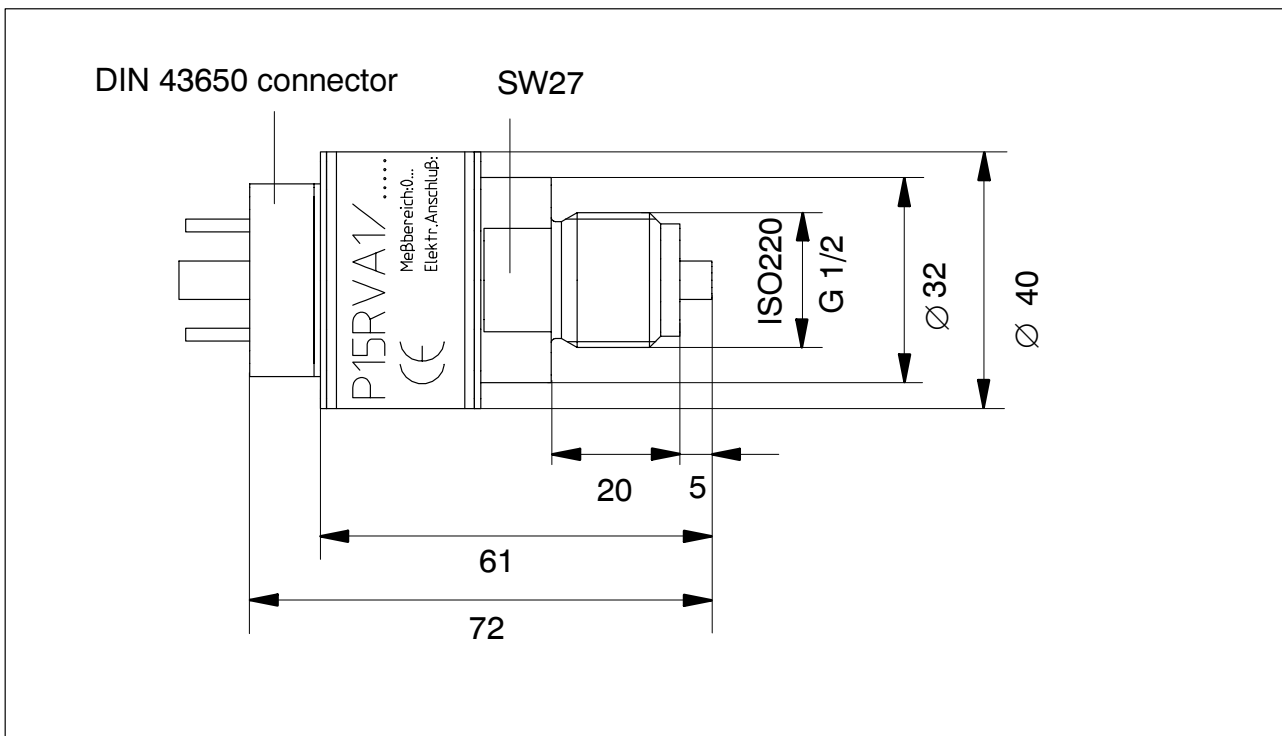 DIN 43650 connector
SW27
P15RVA1/.....
Meßbereich:0...
Elektr.Anschluß:
CE
ISO220
G 1/2
Ø 32
Ø 40
20
5
61
72